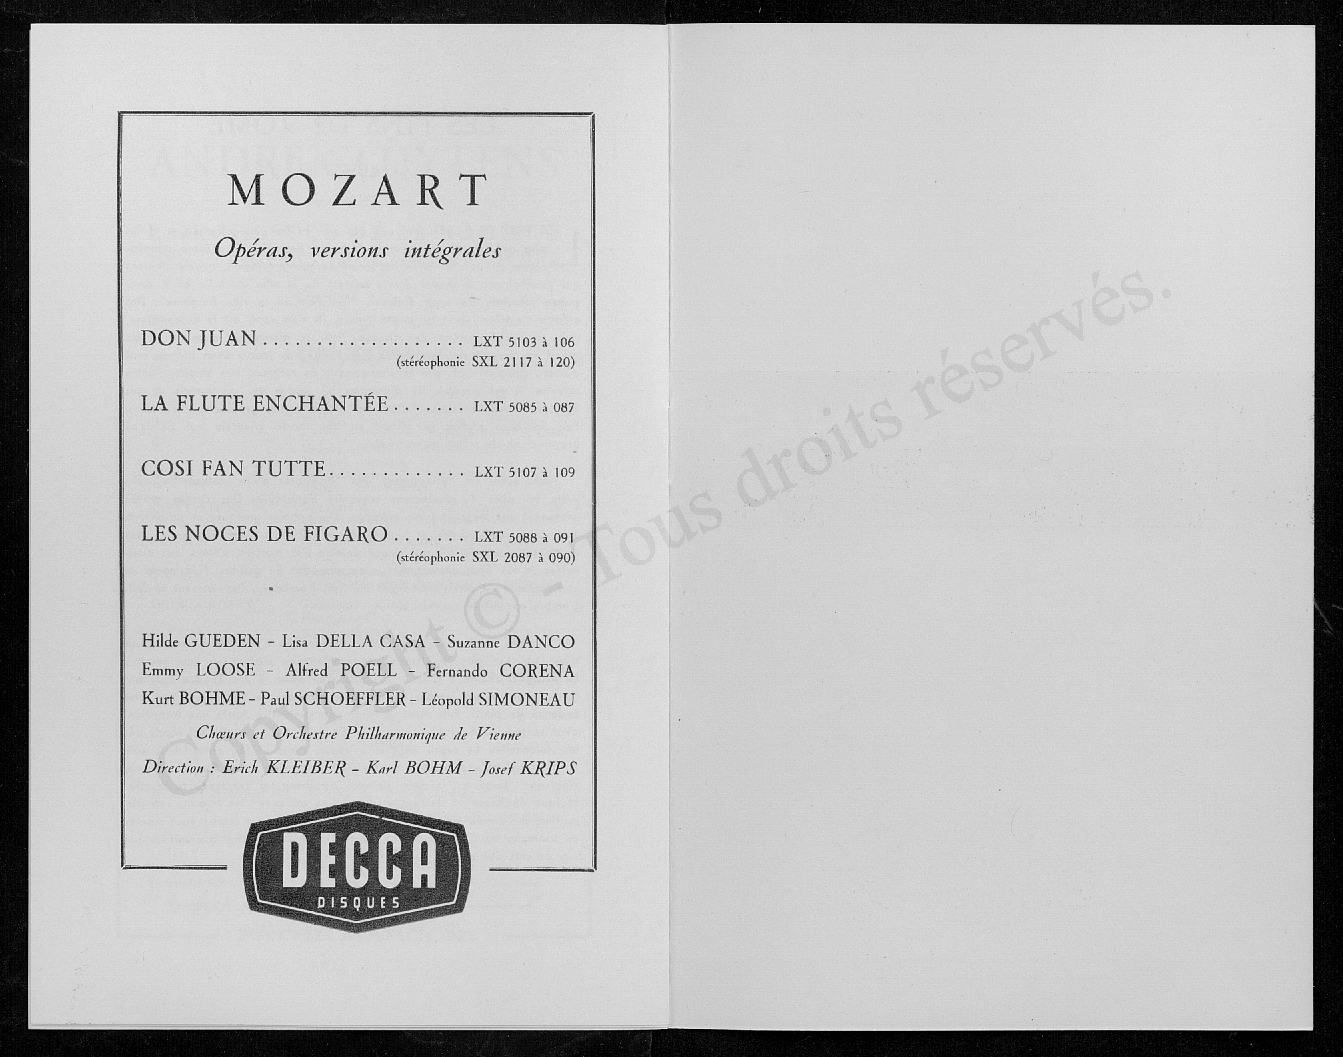 MOZART
Opéras, versions intégrales
DON JUAN................... LXT 5103 à 106
(stéréophonie SXL 2117 à 120)
LA FLUTE ENCHANTÉE....... LXT 5085 à 087
COSI FAN TUTTE............. LXT 5107 à 109
LES NOCES DE FIGARO....... LXT 5088 à 091
(stéréophonie SXL 2087 à 090)
Hilde GUEDEN - Lisa DELLA CASA - Suzanne DANCO
Emmy LOOSE - Alfred POELL - Fernando CORENA
Kurt BOHME - Paul SCHOEFFLER - Léopold SIMONEAU
Chœurs et Orchestre Philharmonique de Vienne
Direction : Erich KLEIBER - Karl BOHM - Josef KRIPS
DECCA
DISQUES
Copyright © - Tous droits réservés.